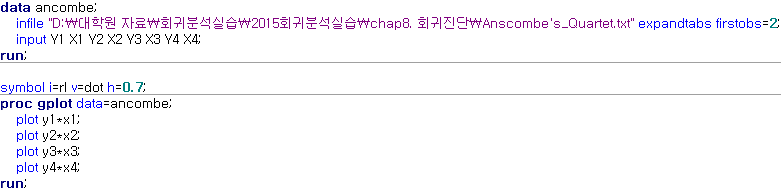 data ancombe;
infile "D:₩대학원 자료₩회귀분석실습₩2015회귀분석실습₩chap8. 회귀진단₩Anscombe's_Quartet.txt" expandtabs firstobs=2;
input Y1 X1 Y2 X2 Y3 X3 Y4 X4;
run;
symbol i=rl v=dot h=0.7;
proc gplot data=ancombe;
plot y1*x1;
plot y2*x2;
plot y3*x3;
plot y4*x4;
run;